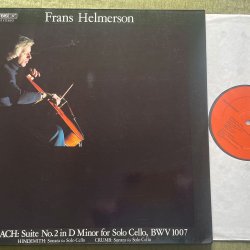 Frans Helmerson
ACH: Suite No.2 in D Minor for Solo Cello, BWV 1007
HINDEMITH: Sonata for Solo Cello CRUMB: Sonata for Solo Cello